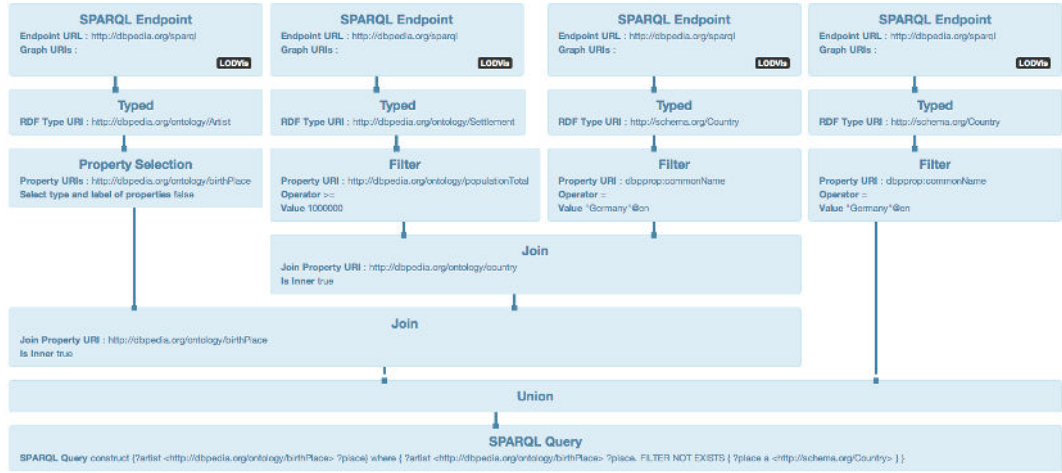 SPARQL Endpoint
Endpoint URL : http://dbpedia.org/sparql
Graph URIs :
LODVis
SPARQL Endpoint
Endpoint URL : http://dbpedia.org/sparql
Graph URIs :
LODVis
SPARQL Endpoint
Endpoint URL : http://dbpedia.org/sparql
Graph URIs :
LODVis
SPARQL Endpoint
Endpoint URL : http://dbpedia.org/sparql
Graph URIs :
LODVis
Typed
RDF Type URI : http://dbpedia.org/ontology/Artist
Typed
RDF Type URI : http://dbpedia.org/ontology/Settlement
Typed
RDF Type URI : http://schema.org/Country
Typed
RDF Type URI : http://schema.org/Country
Property Selection
Property URIs : http://dbpedia.org/ontology/birthPlace
Select type and label of properties false
Filter
Property URI : http://dbpedia.org/ontology/populationTotal
Operator >=
Value 1000000
Filter
Property URI : dbpprop:commonName
Operator =
Value "Germany"@en
Filter
Property URI : dbpprop:commonName
Operator =
Value "Germany"@en
Join
Join Property URI : http://dbpedia.org/ontology/country
Is Inner true
Join
Join Property URI : http://dbpedia.org/ontology/birthPlace
Is Inner true
Union
SPARQL Query
SPARQL Query construct {?artist <http://dbpedia.org/ontology/birthPlace> ?place} where { ?artist <http://dbpedia.org/ontology/birthPlace> ?place. FILTER NOT EXISTS { ?place a <http://schema.org/Country> } }